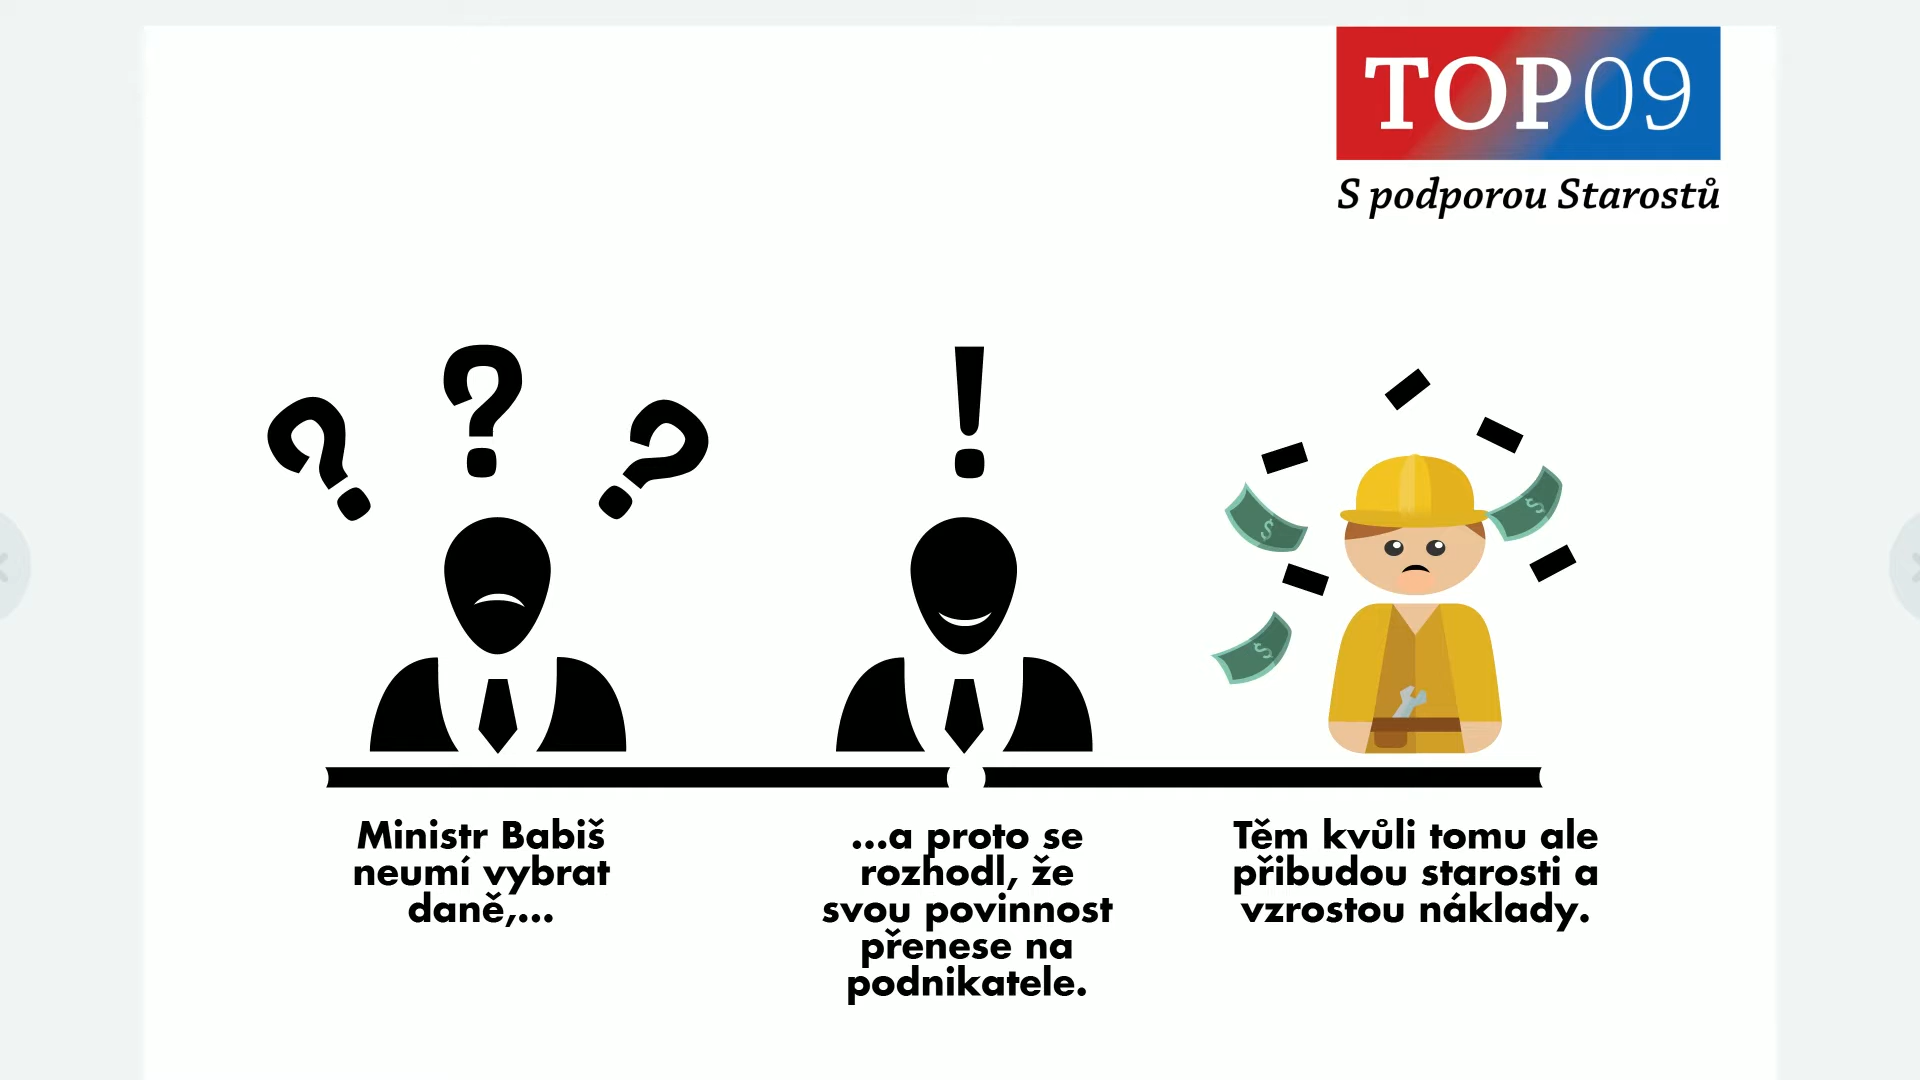 TOP09
S podporou Starostů
? ? ?
!
$ $
$
Ministr Babiš
neumí vybrat
daně,...
...a proto se
rozhodl, že
svou povinnost
přenese na
podnikatele.
Těm kvůli tomu ale
přibudou starosti a
vzrostou náklady.